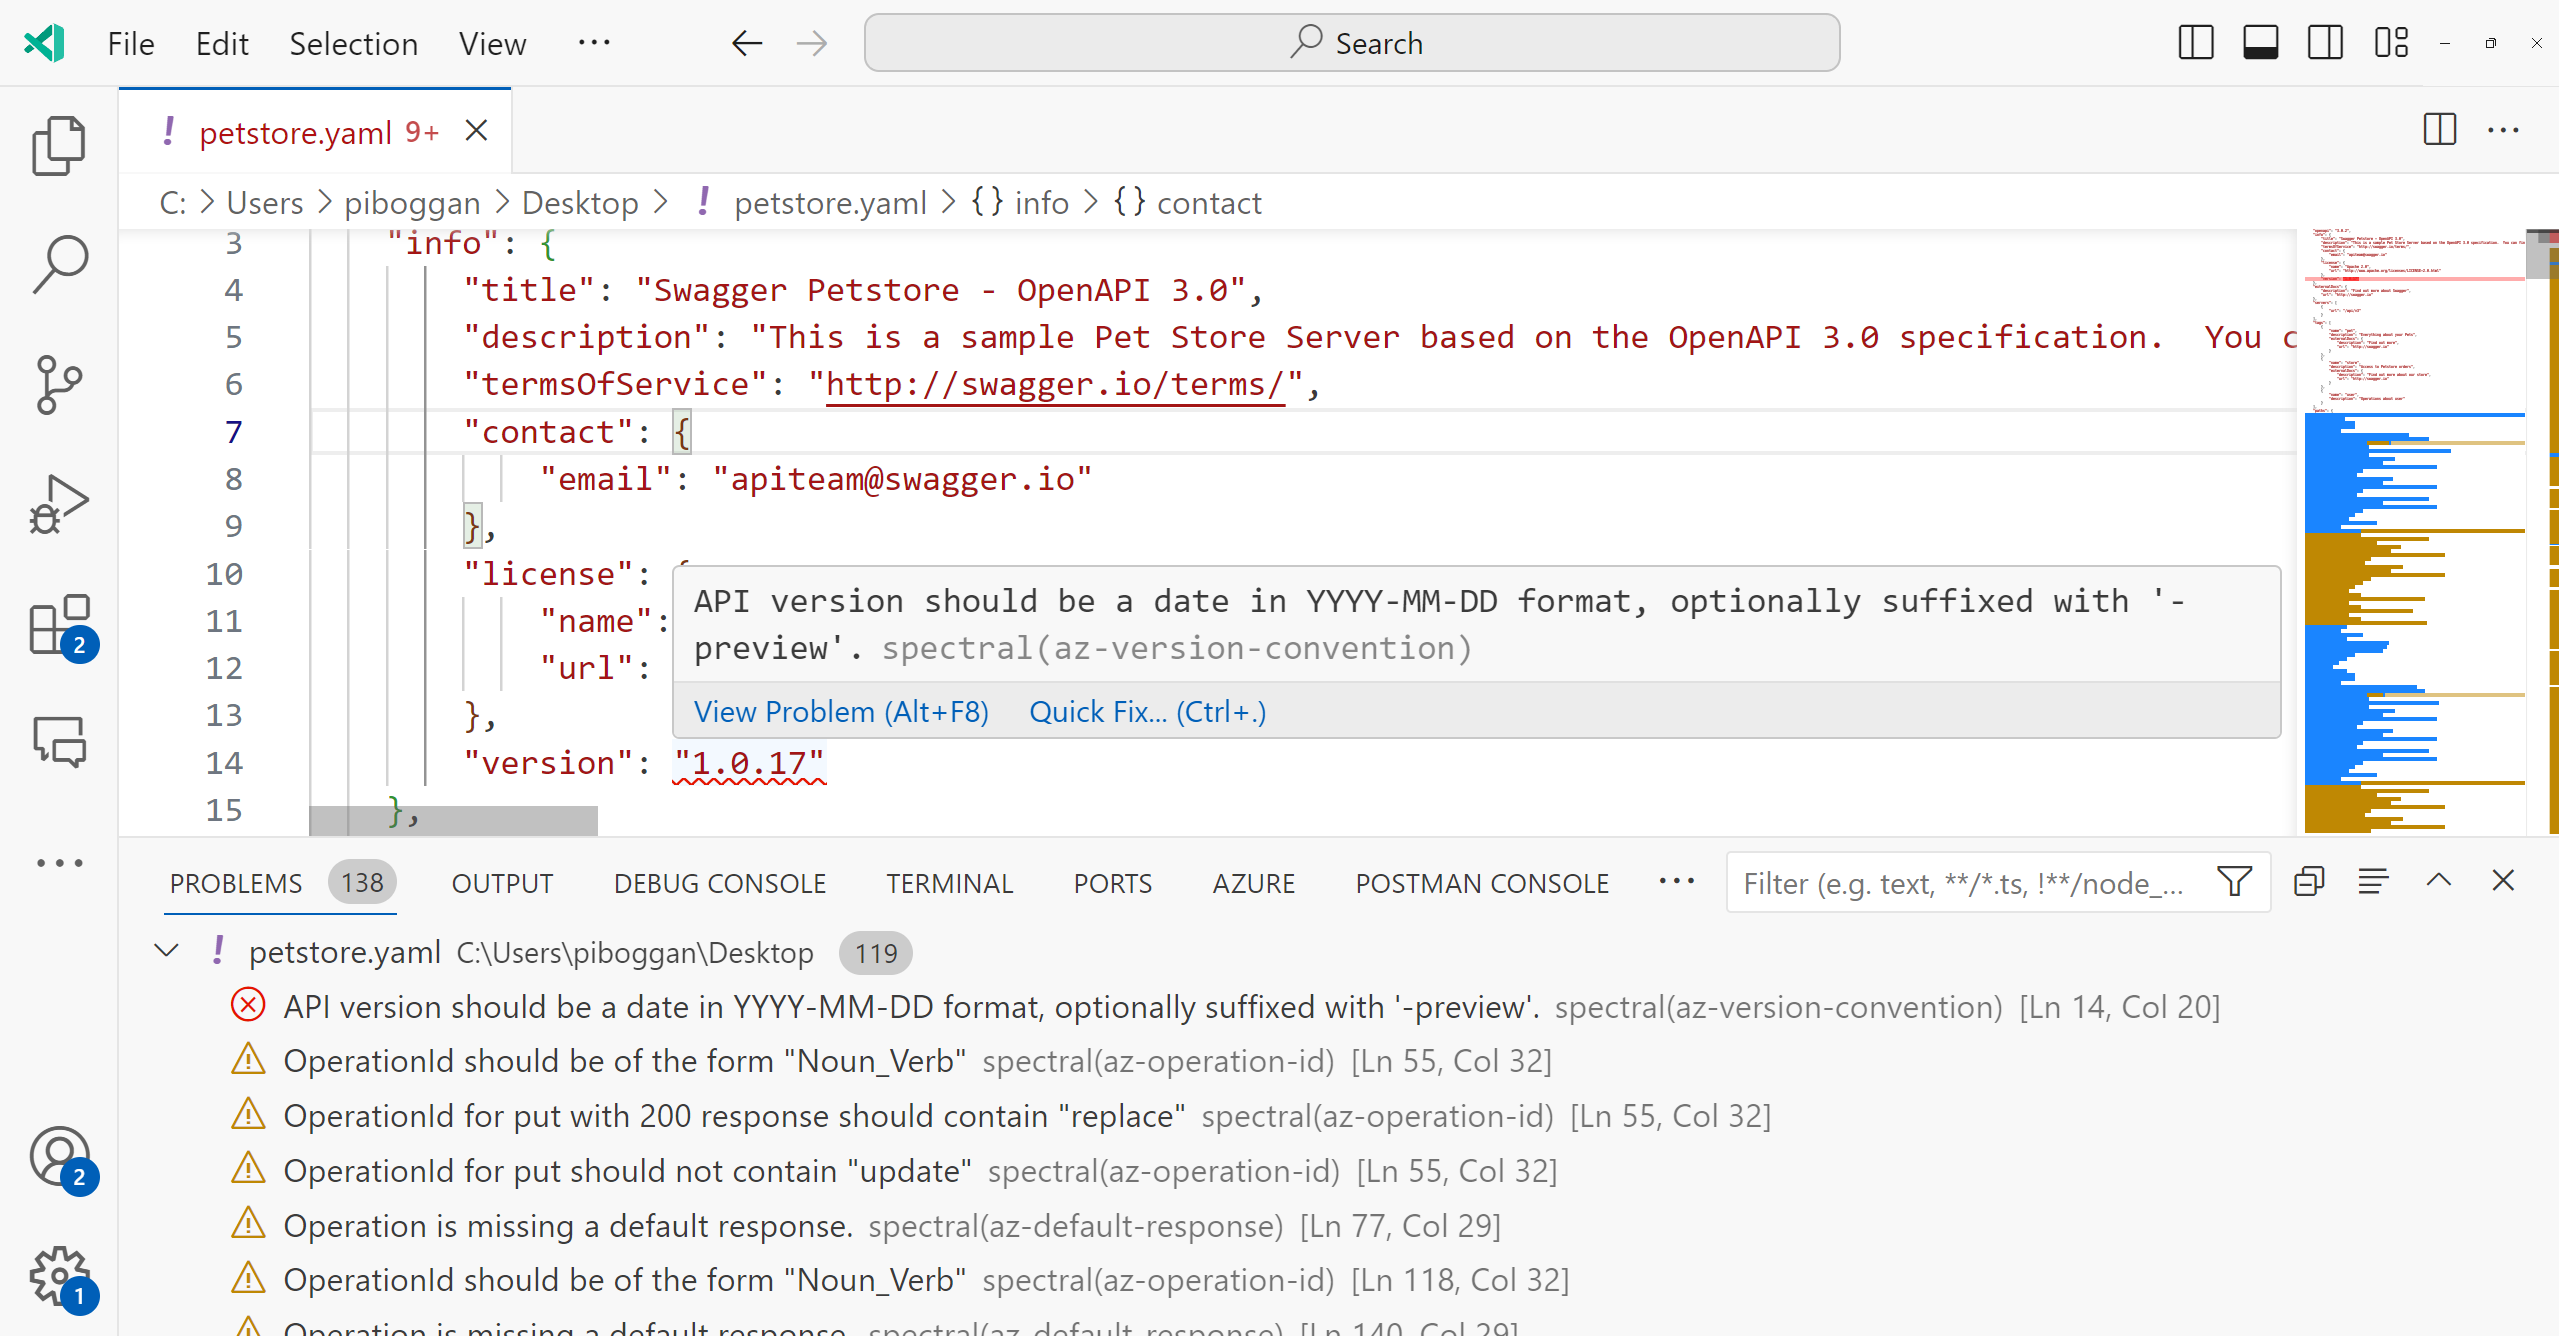 File Edit Selection View ··· Search
petstore.yaml 9+
C: > Users > piboggan > Desktop > ! petstore.yaml > {} info > {} contact
3 "info": {
4 "title": "Swagger Petstore - OpenAPI 3.0",
5 "description": "This is a sample Pet Store Server based on the OpenAPI 3.0 specification.  You c
6 "termsOfService": "http://swagger.io/terms/",
7 "contact": {
8 "email": "apiteam@swagger.io"
9 },
10 "license": {
11 "name":
12 "url":
13 },
14 "version": "1.0.17"
15 },
API version should be a date in YYYY-MM-DD format, optionally suffixed with '-
preview'. spectral(az-version-convention)
View Problem (Alt+F8) Quick Fix... (Ctrl+.)
2
2
1
PROBLEMS 138 OUTPUT DEBUG CONSOLE TERMINAL PORTS AZURE POSTMAN CONSOLE ··· Filter (e.g. text, **/*.ts, !**/node_...
! petstore.yaml C:\Users\piboggan\Desktop 119
API version should be a date in YYYY-MM-DD format, optionally suffixed with '-preview'. spectral(az-version-convention) [Ln 14, Col 20]
OperationId should be of the form "Noun_Verb" spectral(az-operation-id) [Ln 55, Col 32]
OperationId for put with 200 response should contain "replace" spectral(az-operation-id) [Ln 55, Col 32]
OperationId for put should not contain "update" spectral(az-operation-id) [Ln 55, Col 32]
Operation is missing a default response. spectral(az-default-response) [Ln 77, Col 29]
OperationId should be of the form "Noun_Verb" spectral(az-operation-id) [Ln 118, Col 32]
Operation is missing a default response. spectral(az-default-response) [Ln 140, Col 29]